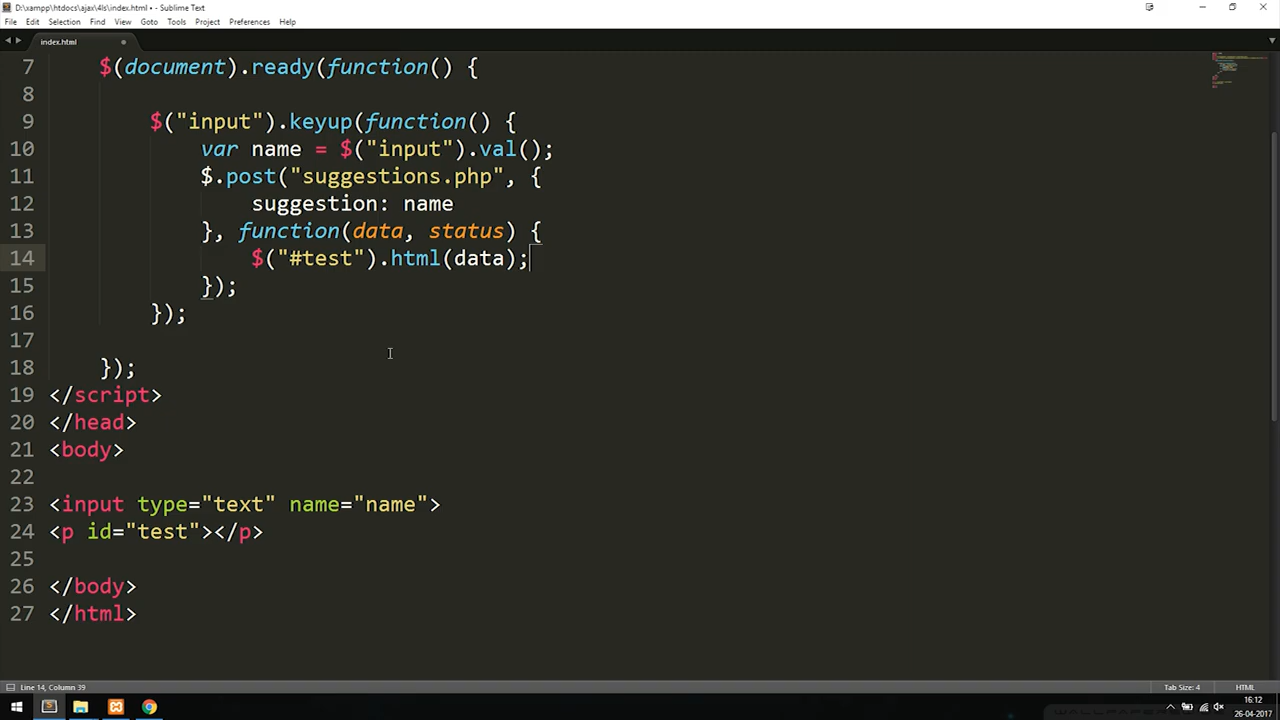 D:\xampp\htdocs\ajax\4ls\index.html • - Sublime Text
File Edit Selection Find View Goto Tools Project Preferences Help
index.html
7 $(document).ready(function() {
8
9 $("input").keyup(function() {
10 var name = $("input").val();
11 $.post("suggestions.php", {
12 suggestion: name
13 }, function(data, status) {
14 $("#test").html(data);
15 });
16 });
17
18 });
19 </script>
20 </head>
21 <body>
22
23 <input type="text" name="name">
24 <p id="test"></p>
25
26 </body>
27 </html>
Line 14, Column 39
Tab Size: 4
HTML
16:12
26-04-2017